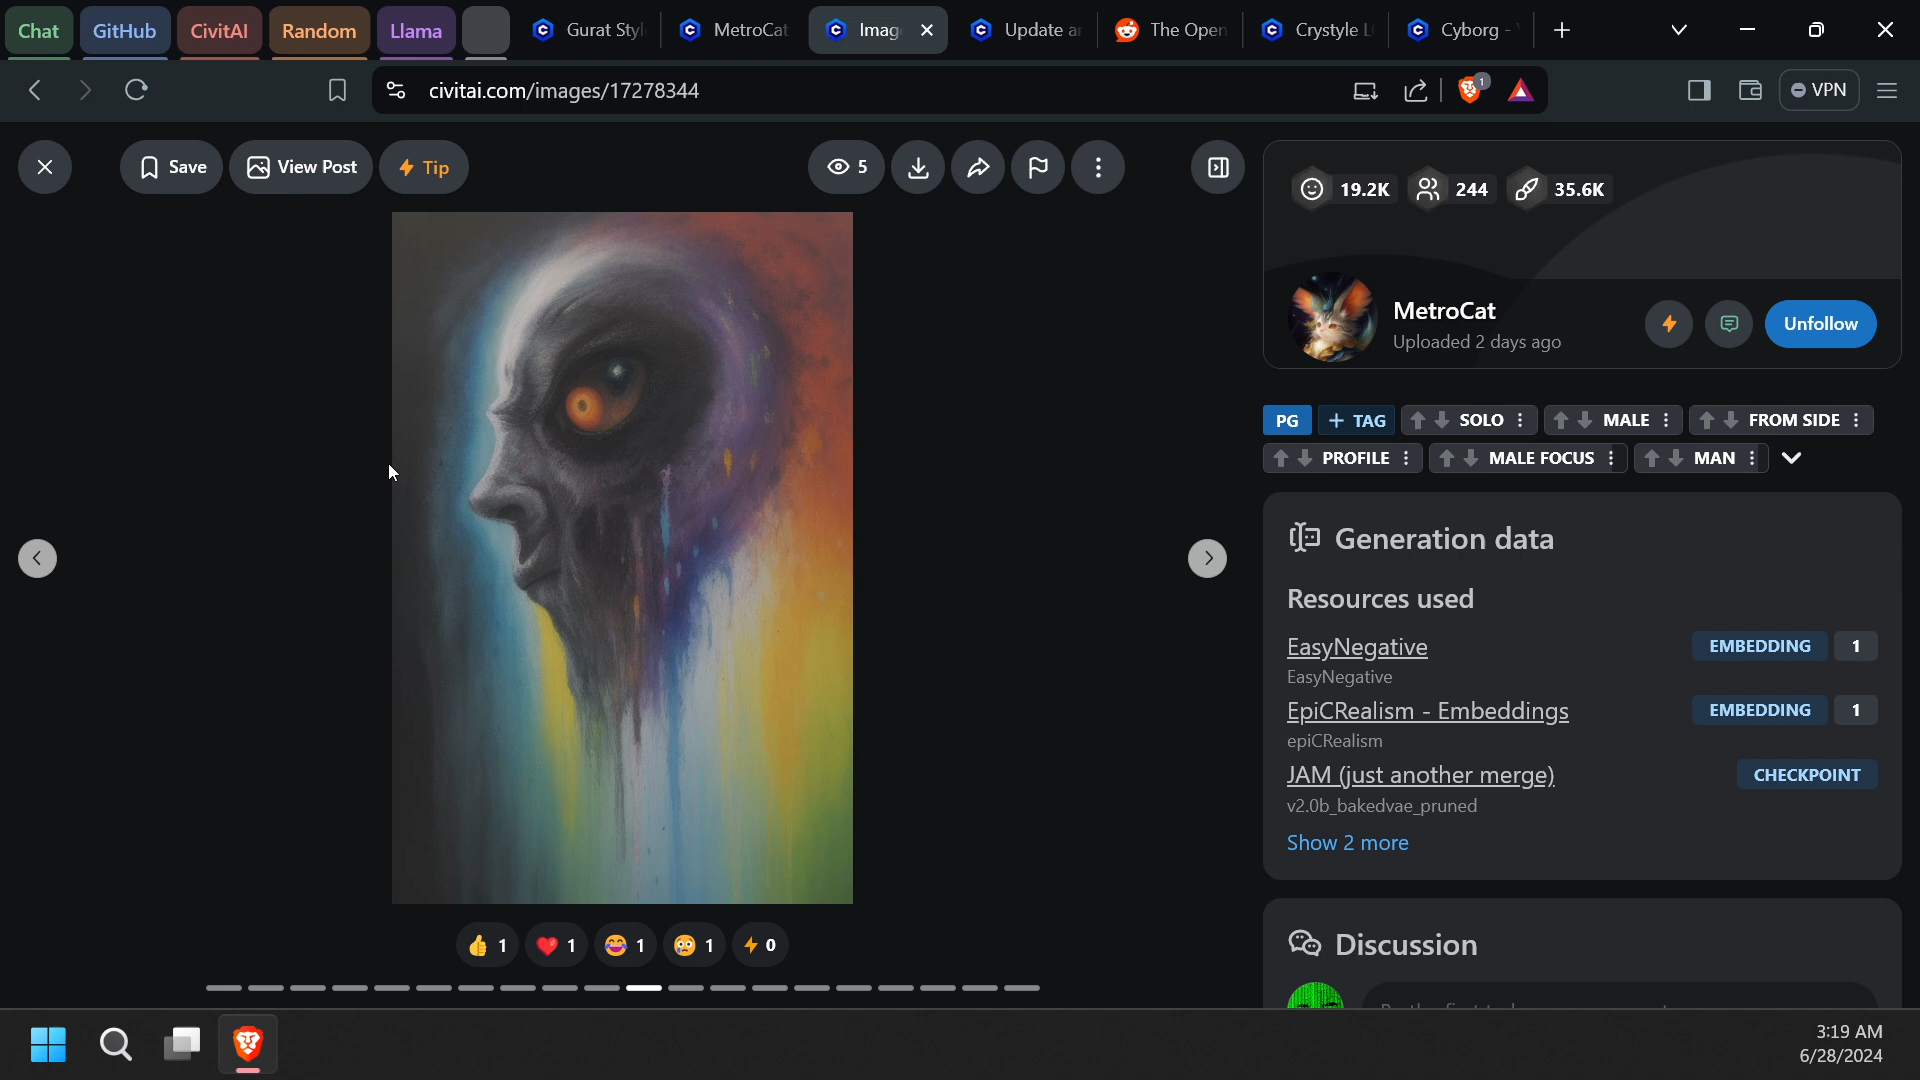 Chat GitHub CivitAI Random Llama Gurat Styl MetroCat Imag Update ar The Open Crystyle L Cyborg -
civitai.com/images/17278344 1 VPN
Save View Post Tip 5
19.2K 244 35.6K
MetroCat
Uploaded 2 days ago
Unfollow
PG + TAG SOLO MALE FROM SIDE
PROFILE MALE FOCUS MAN
Generation data
Resources used
EasyNegative EMBEDDING 1
EasyNegative
EpiCRealism - Embeddings EMBEDDING 1
epiCRealism
JAM (just another merge) CHECKPOINT
v2.0b_bakedvae_pruned
Show 2 more
1 1 1 1 0
Discussion
3:19 AM
6/28/2024